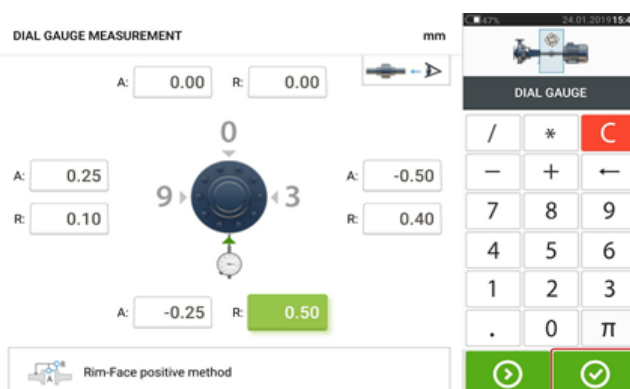 DIAL GAUGE MEASUREMENT mm
A: 0.00 R: 0.00
0
A: 0.25
R: 0.10
9 3
A: -0.50
R: 0.40
A: -0.25 R: 0.50
A R
Rim-Face positive method
47% 24.01.2019 15:4
DIAL GAUGE
/ * C
− + ←
7 8 9
4 5 6
1 2 3
. 0 π